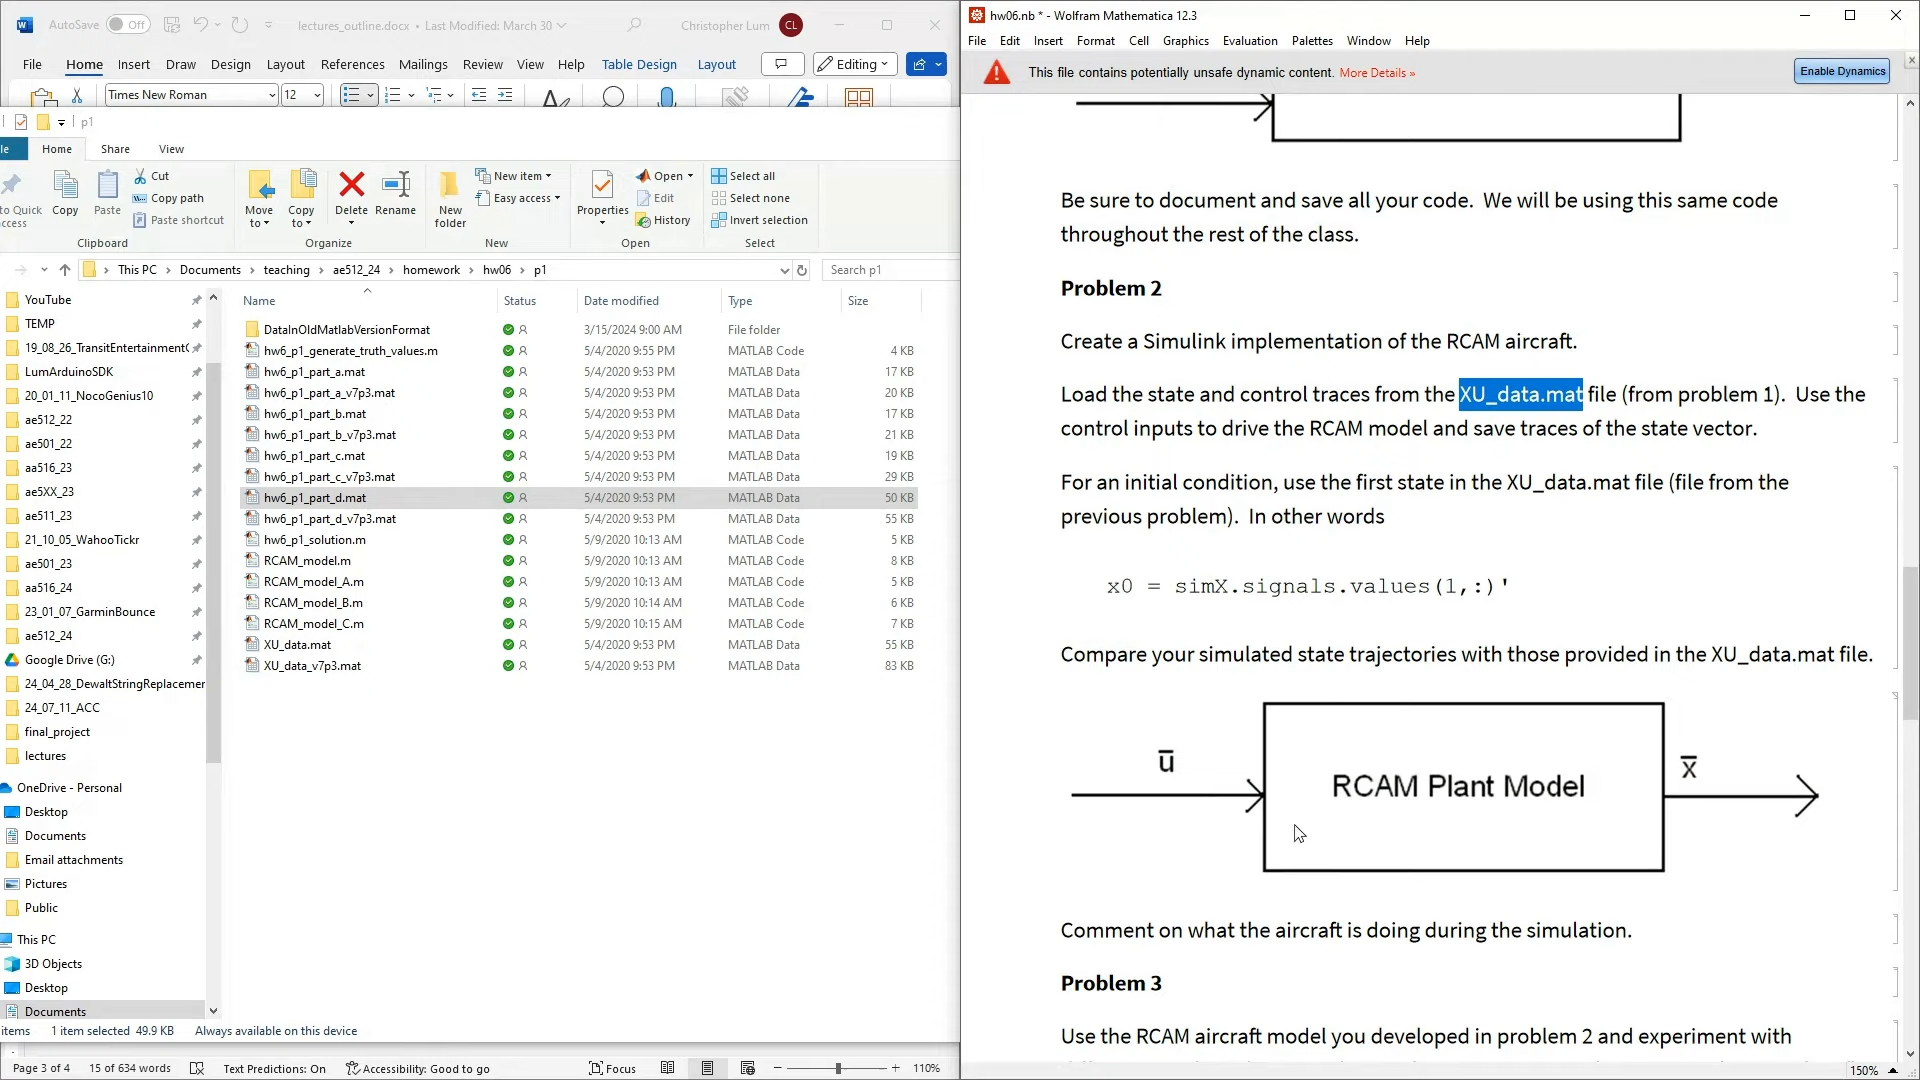 AutoSave Off lectures_outline.docx • Last Modified: March 30 Christopher Lum CL
File Home Insert Draw Design Layout References Mailings Review View Help Table Design Layout Editing
Times New Roman 12
p1
le Home Share View
to Quick
ccess
Copy
Paste
Cut
Copy path
Paste shortcut
Clipboard
Move
to
Copy
to
Delete
Rename
Organize
New
folder
New item
Easy access
New
Properties
Open
Edit
History
Open
Select all
Select none
Invert selection
Select
This PC > Documents > teaching > ae512_24 > homework > hw06 > p1
Search p1
Name Status Date modified Type Size
DataInOldMatlabVersionFormat 3/15/2024 9:00 AM File folder
hw6_p1_generate_truth_values.m 5/4/2020 9:55 PM MATLAB Code 4 KB
hw6_p1_part_a.mat 5/4/2020 9:53 PM MATLAB Data 17 KB
hw6_p1_part_a_v7p3.mat 5/4/2020 9:53 PM MATLAB Data 20 KB
hw6_p1_part_b.mat 5/4/2020 9:53 PM MATLAB Data 17 KB
hw6_p1_part_b_v7p3.mat 5/4/2020 9:53 PM MATLAB Data 21 KB
hw6_p1_part_c.mat 5/4/2020 9:53 PM MATLAB Data 19 KB
hw6_p1_part_c_v7p3.mat 5/4/2020 9:53 PM MATLAB Data 29 KB
hw6_p1_part_d.mat 5/4/2020 9:53 PM MATLAB Data 50 KB
hw6_p1_part_d_v7p3.mat 5/4/2020 9:53 PM MATLAB Data 55 KB
hw6_p1_solution.m 5/9/2020 10:13 AM MATLAB Code 5 KB
RCAM_model.m 5/9/2020 10:13 AM MATLAB Code 8 KB
RCAM_model_A.m 5/9/2020 10:13 AM MATLAB Code 5 KB
RCAM_model_B.m 5/9/2020 10:14 AM MATLAB Code 6 KB
RCAM_model_C.m 5/9/2020 10:15 AM MATLAB Code 7 KB
XU_data.mat 5/4/2020 9:53 PM MATLAB Data 55 KB
XU_data_v7p3.mat 5/4/2020 9:53 PM MATLAB Data 83 KB
YouTube
TEMP
19_08_26_TransitEntertainment
LumArduinoSDK
20_01_11_NocoGenius10
ae512_22
ae501_22
aa516_23
ae5XX_23
ae511_23
21_10_05_WahooTickr
ae501_23
aa516_24
23_01_07_GarminBounce
ae512_24
Google Drive (G:)
24_04_28_DewaltStringReplacemer
24_07_11_ACC
final_project
lectures
OneDrive - Personal
Desktop
Documents
Email attachments
Pictures
Public
This PC
3D Objects
Desktop
Documents
items 1 item selected 49.9 KB Always available on this device
Page 3 of 4 15 of 634 words Text Predictions: On Accessibility: Good to go Focus 110%
hw06.nb * - Wolfram Mathematica 12.3
File Edit Insert Format Cell Graphics Evaluation Palettes Window Help
This file contains potentially unsafe dynamic content. More Details » Enable Dynamics
Be sure to document and save all your code. We will be using this same code
throughout the rest of the class.
Problem 2
Create a Simulink implementation of the RCAM aircraft.
Load the state and control traces from the XU_data.mat file (from problem 1). Use the
control inputs to drive the RCAM model and save traces of the state vector.
For an initial condition, use the first state in the XU_data.mat file (file from the
previous problem). In other words
x0 = simX.signals.values(1,:)'
Compare your simulated state trajectories with those provided in the XU_data.mat file.
u̅
RCAM Plant Model
x̅
Comment on what the aircraft is doing during the simulation.
Problem 3
Use the RCAM aircraft model you developed in problem 2 and experiment with
150%